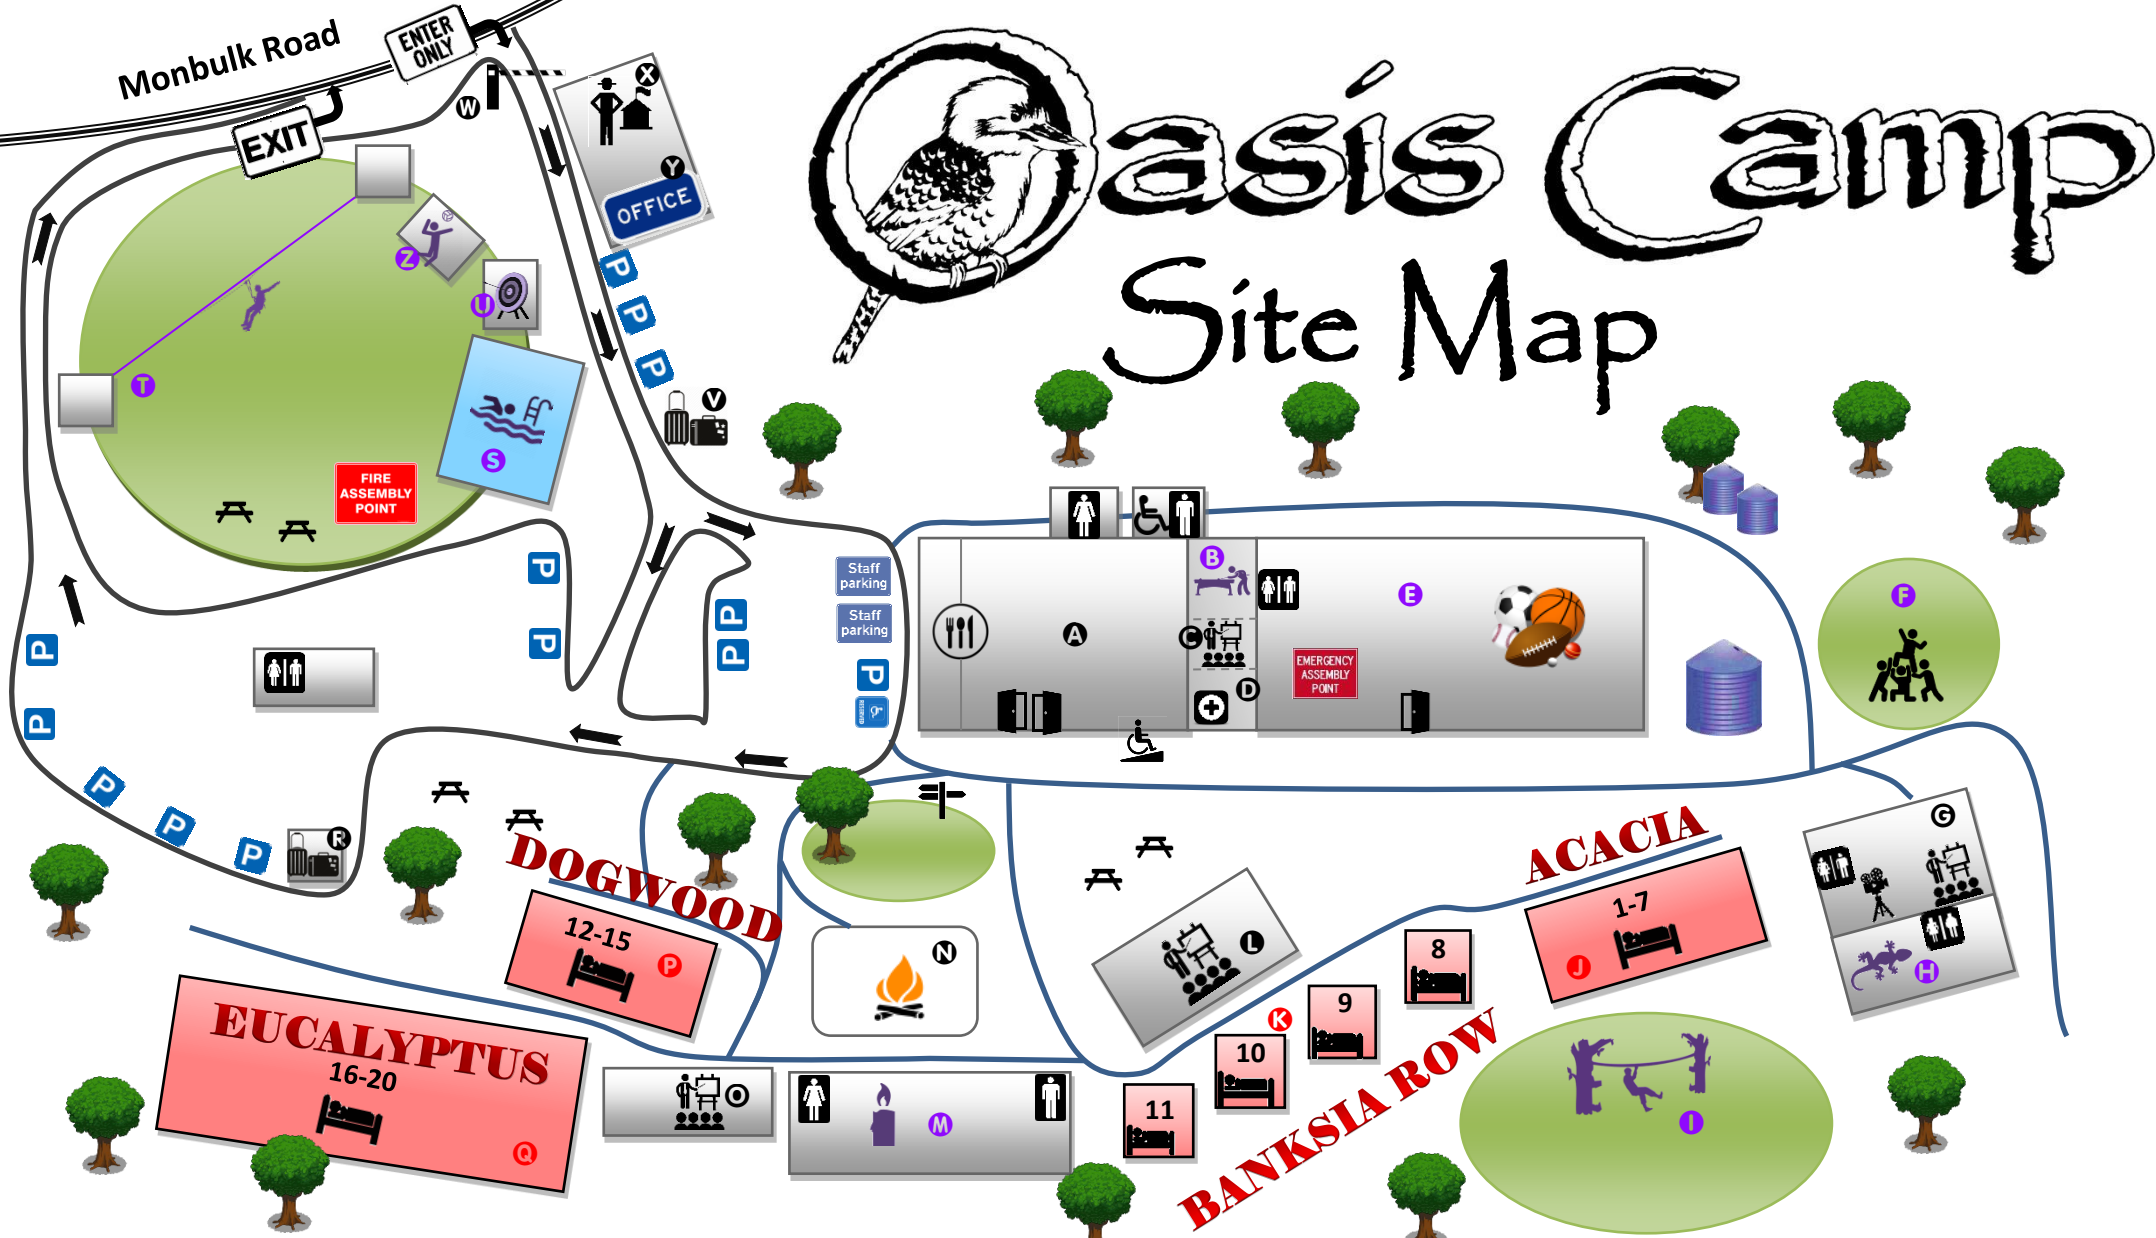 Monbulk Road
ENTER
ONLY
EXIT
W
X
Y
OFFICE
Oasis Camp
Site Map
Z
U
T
S
V
P
P
P
FIRE
ASSEMBLY
POINT
P
P
P
P
P
P
P
P
P
Staff
parking
Staff
parking
P
RESERVED
A
B
C
D
E
EMERGENCY
ASSEMBLY
POINT
F
P
R
DOGWOOD
12-15
P
EUCALYPTUS
16-20
Q
N
O
M
L
ACACIA
1-7
J
8
9
K
10
11
BANKSIA ROW
G
H
I